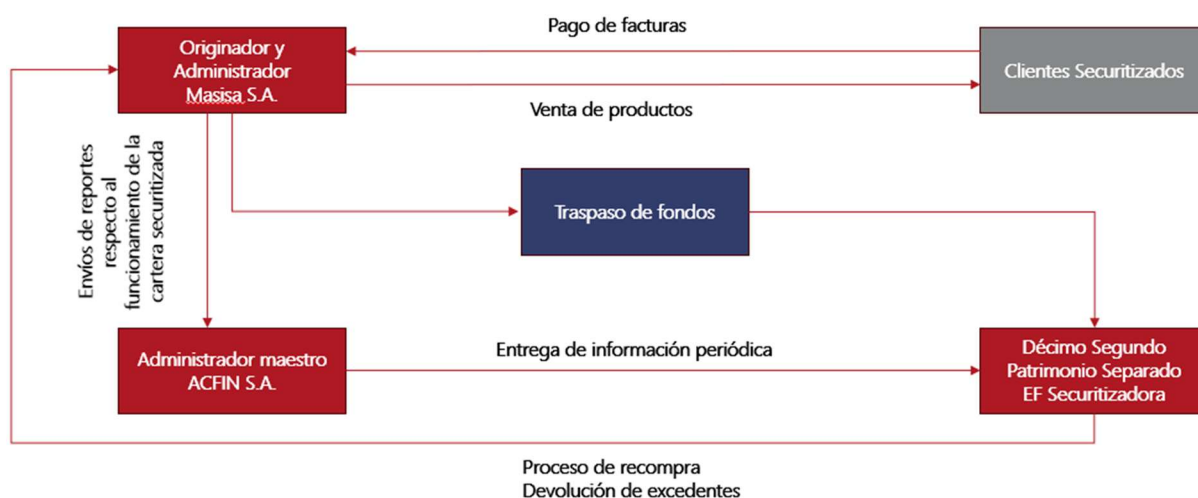 Pago de facturas
Originador y
Administrador
Masisa S.A.
Clientes Securitizados
Venta de productos
Envíos de reportes
respecto al
funcionamiento de la
cartera securitizada
Traspaso de fondos
Administrador maestro
ACFIN S.A.
Entrega de información periódica
Décimo Segundo
Patrimonio Separado
EF Securitizadora
Proceso de recompra
Devolución de excedentes